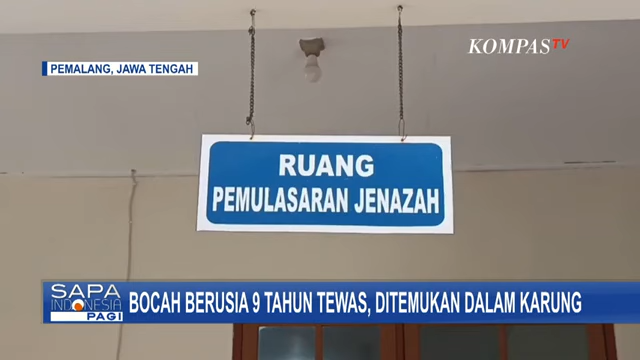 KOMPASTV
PEMALANG, JAWA TENGAH
RUANG
PEMULASARAN JENAZAH
SAPA
INDONESIA
PAGI
BOCAH BERUSIA 9 TAHUN TEWAS, DITEMUKAN DALAM KARUNG